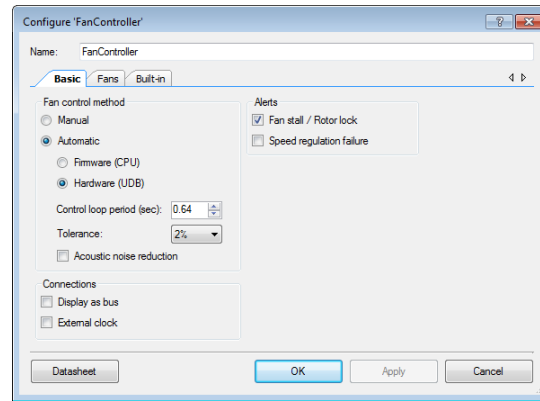 Configure 'FanController'
Name: FanController
Basic Fans Built-in
Fan control method
Manual
Automatic
Firmware (CPU)
Hardware (UDB)
Control loop period (sec): 0.64
Tolerance: 2%
Acoustic noise reduction
Connections
Display as bus
External clock
Alerts
Fan stall / Rotor lock
Speed regulation failure
Datasheet OK Apply Cancel